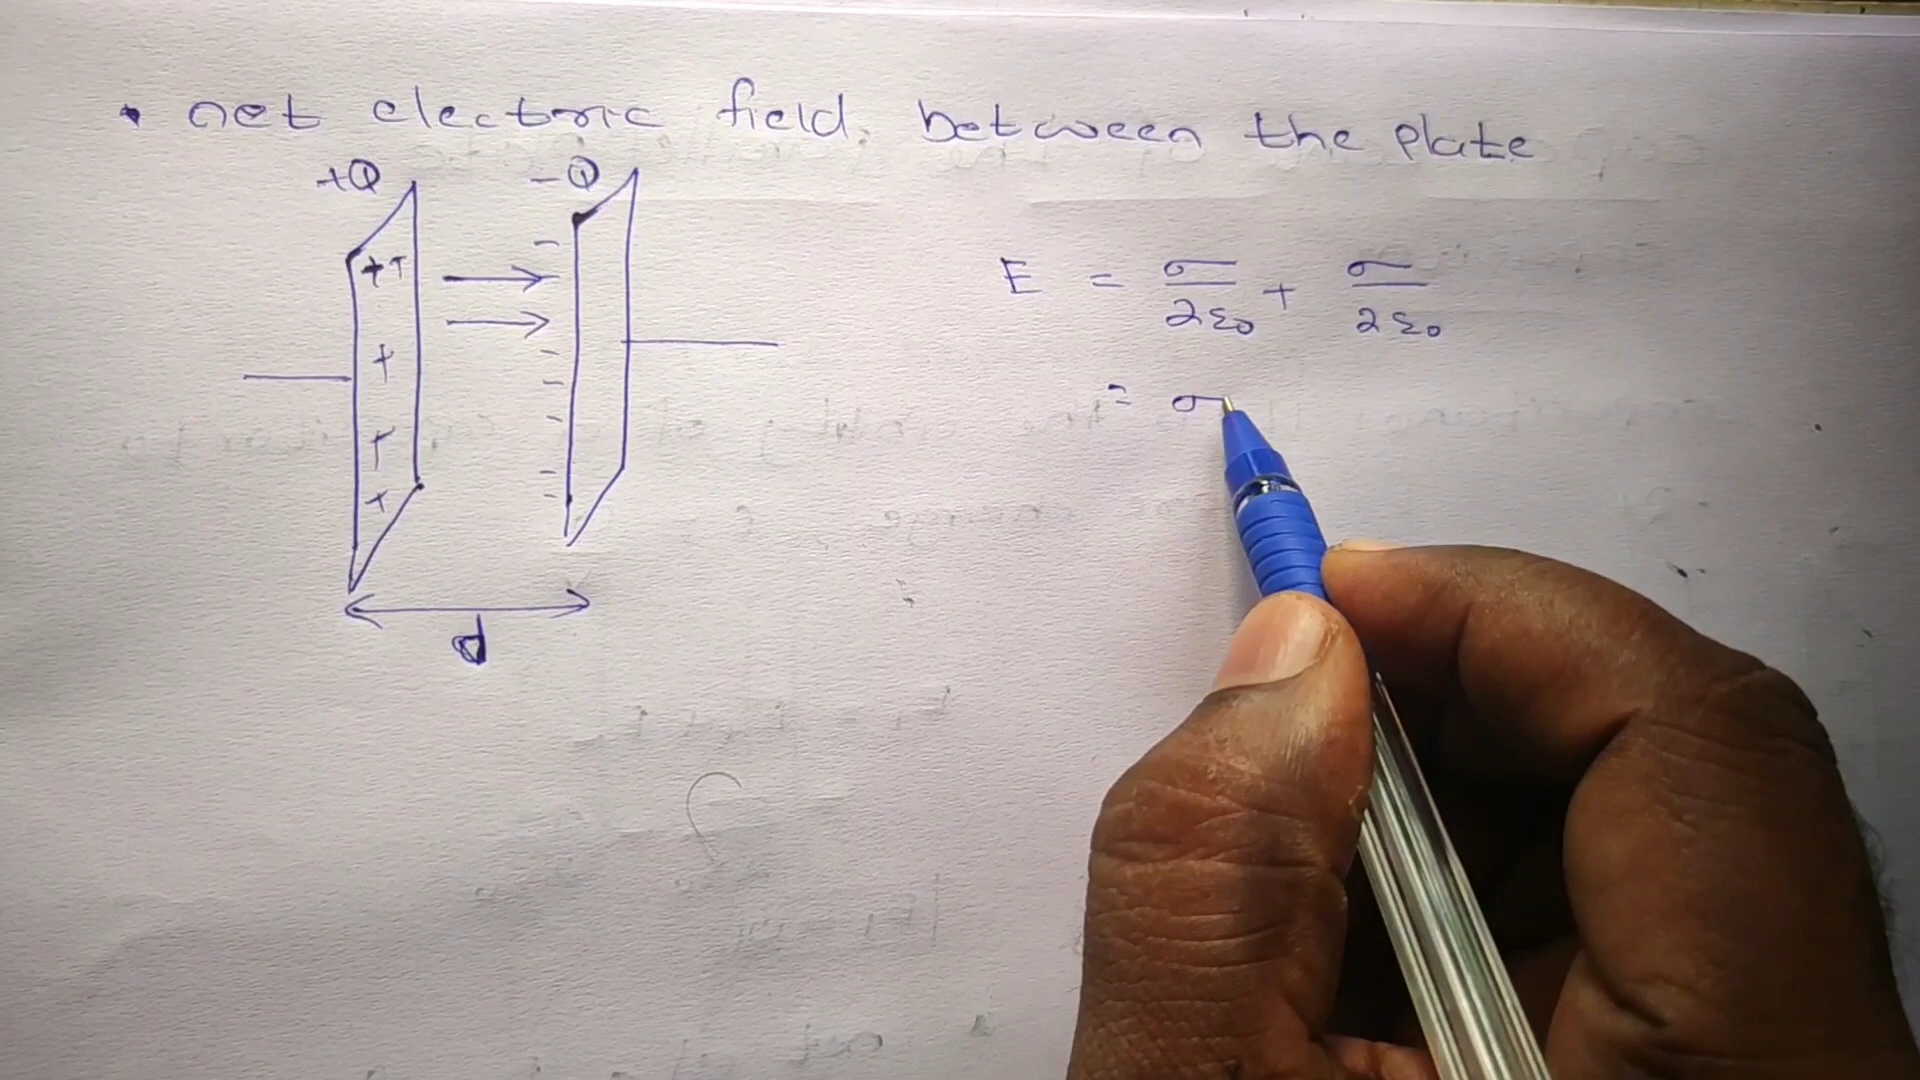 • net electric field. between the plate
+Q
-Q
+ +
+
+
+
d
E = σ/2ε₀ + σ/2ε₀
= σ